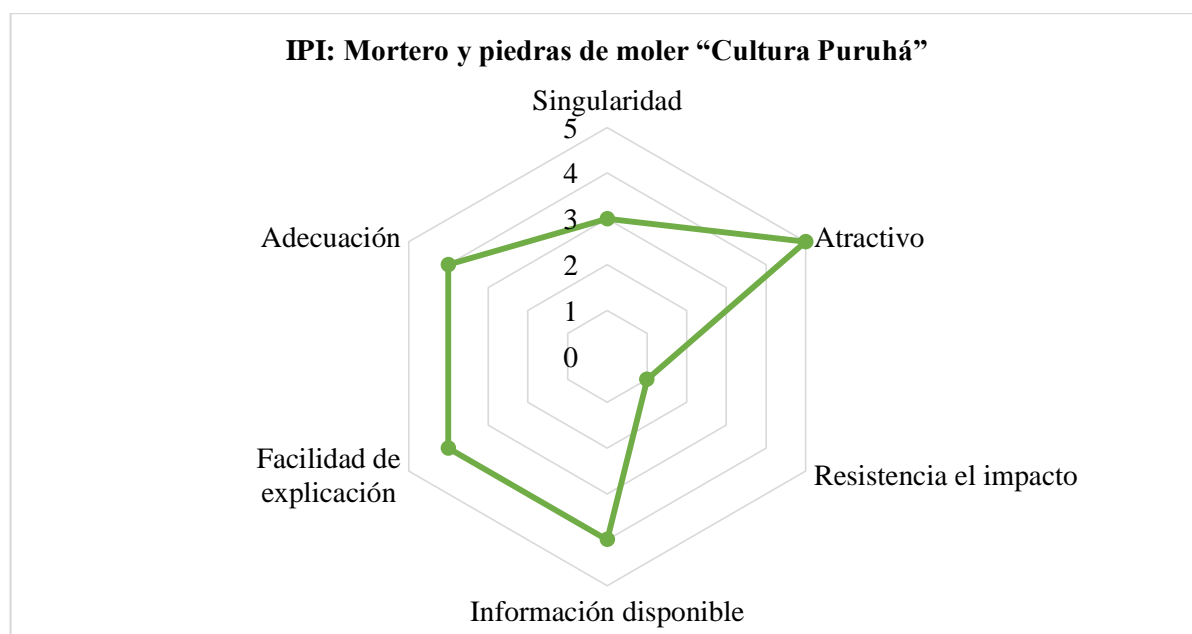 IPI: Mortero y piedras de moler “Cultura Puruhá”
Singularidad
5
4
3
2
1
0
Adecuación
Atractivo
Facilidad de
explicación
Resistencia el impacto
Información disponible